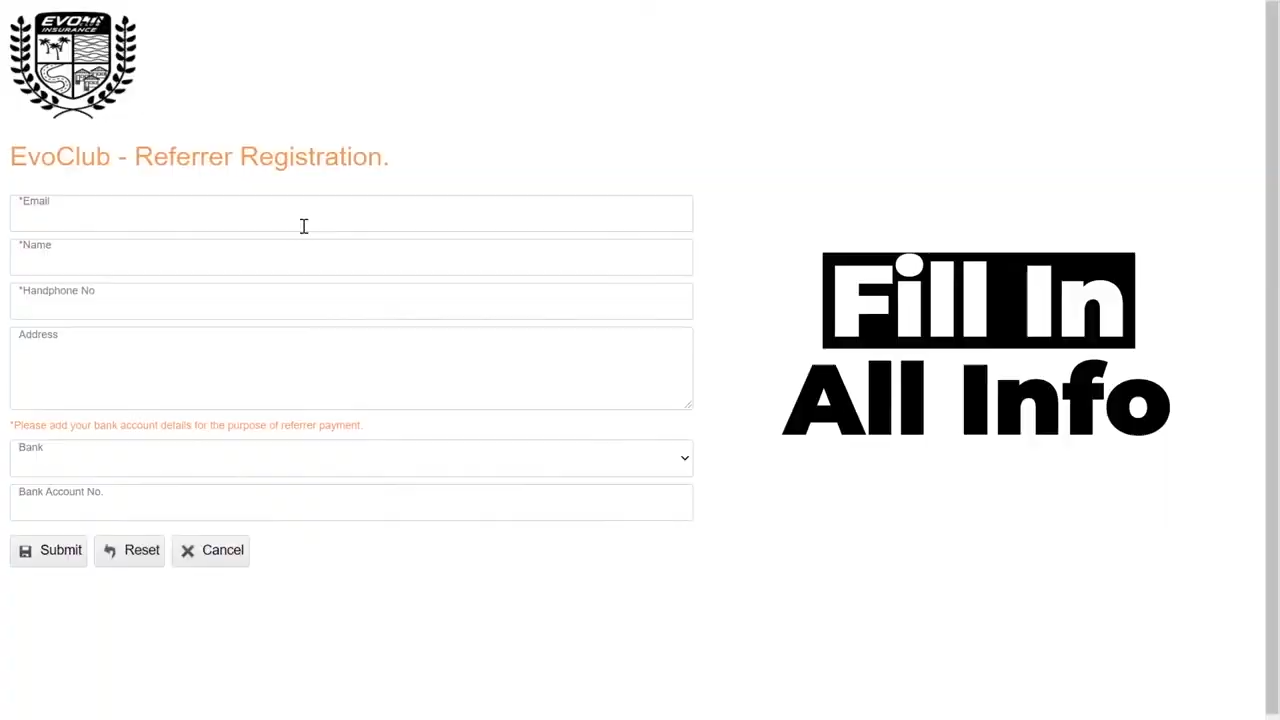 EVO
CLUB
INSURANCE
EvoClub - Referrer Registration.
*Email
*Name
*Handphone No
Address
*Please add your bank account details for the purpose of referrer payment.
Bank
Bank Account No.
Submit Reset Cancel
Fill In
All Info